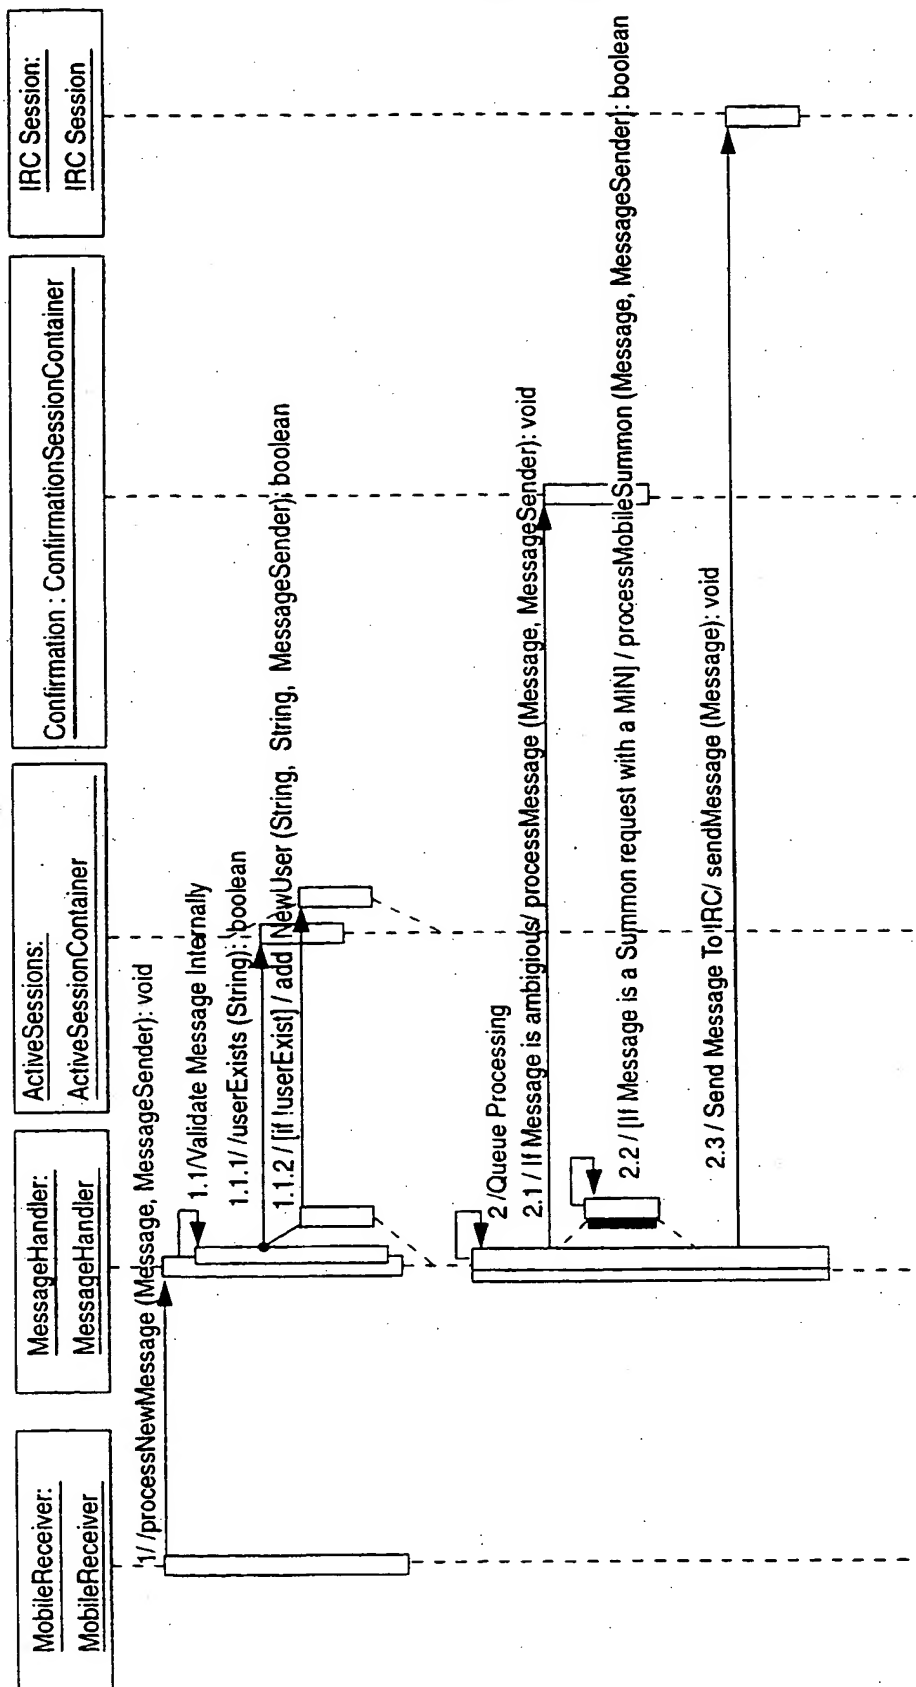 MobileReceiver:
MobileReceiver
MessageHandler:
MessageHandler
ActiveSessions:
ActiveSessionContainer
Confirmation : ConfirmationSessionContainer
IRC Session:
IRC Session
1/ /processNewMessage (Message, MessageSender): void
1.1/Validate Message Internally
1.1.1/ /userExists (String): boolean
1.1.2 / [if !userExist] / add NewUser (String, String, MessageSender): boolean
2 /Queue Processing
2.1 / If Message is ambigious/ processMessage (Message, MessageSender): void
2.2 / [If Message is a Summon request with a MIN] / processMobileSummon (Message, MessageSender): boolean
2.3 / Send Message To IRC/ sendMessage (Message): void